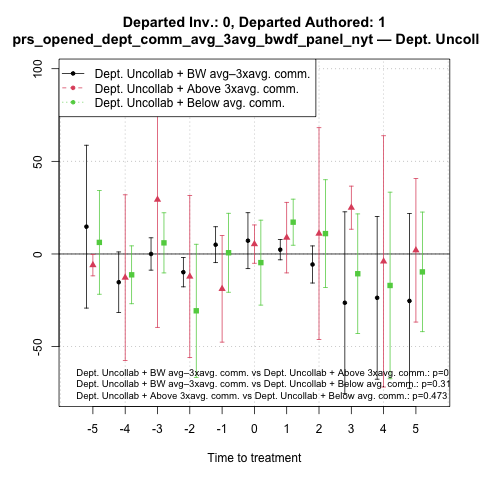 Departed Inv.: 0, Departed Authored: 1
prs_opened_dept_comm_avg_3avg_bwdf_panel_nyt — Dept. Uncoll
Dept. Uncollab + BW avg–3xavg. comm.
Dept. Uncollab + Above 3xavg. comm.
Dept. Uncollab + Below avg. comm.
100
50
0
-50
Dept. Uncollab + BW avg–3xavg. comm. vs Dept. Uncollab + Above 3xavg. comm.: p=0
Dept. Uncollab + BW avg–3xavg. comm. vs Dept. Uncollab + Below avg. comm.: p=0.31
Dept. Uncollab + Above 3xavg. comm. vs Dept. Uncollab + Below avg. comm.: p=0.473
-5 -4 -3 -2 -1 0 1 2 3 4 5
Time to treatment